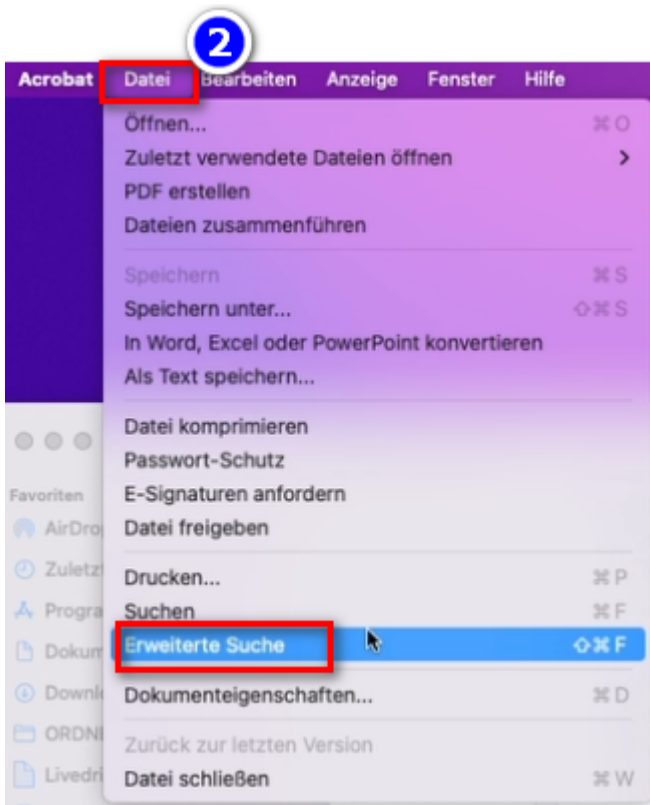 2
Acrobat Datei Bearbeiten Anzeige Fenster Hilfe
Öffnen... ⌘ O
Zuletzt verwendete Dateien öffnen >
PDF erstellen
Dateien zusammenführen
Speichern ⌘ S
Speichern unter... ⇧⌘ S
In Word, Excel oder PowerPoint konvertieren
Als Text speichern...
Datei komprimieren
Passwort-Schutz
E-Signaturen anfordern
Datei freigeben
Drucken... ⌘ P
Suchen ⌘ F
Erweiterte Suche ⇧⌘ F
Dokumenteigenschaften... ⌘ D
Zurück zur letzten Version
Datei schließen ⌘ W
Favoriten
AirDro
Zuletz
Progra
Dokum
Downl
ORDN
Livedri